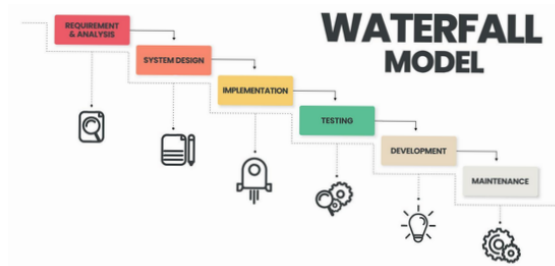 WATERFALL
MODEL
REQUIREMENT
& ANALYSIS
SYSTEM DESIGN
IMPLEMENTATION
TESTING
DEVELOPMENT
MAINTENANCE